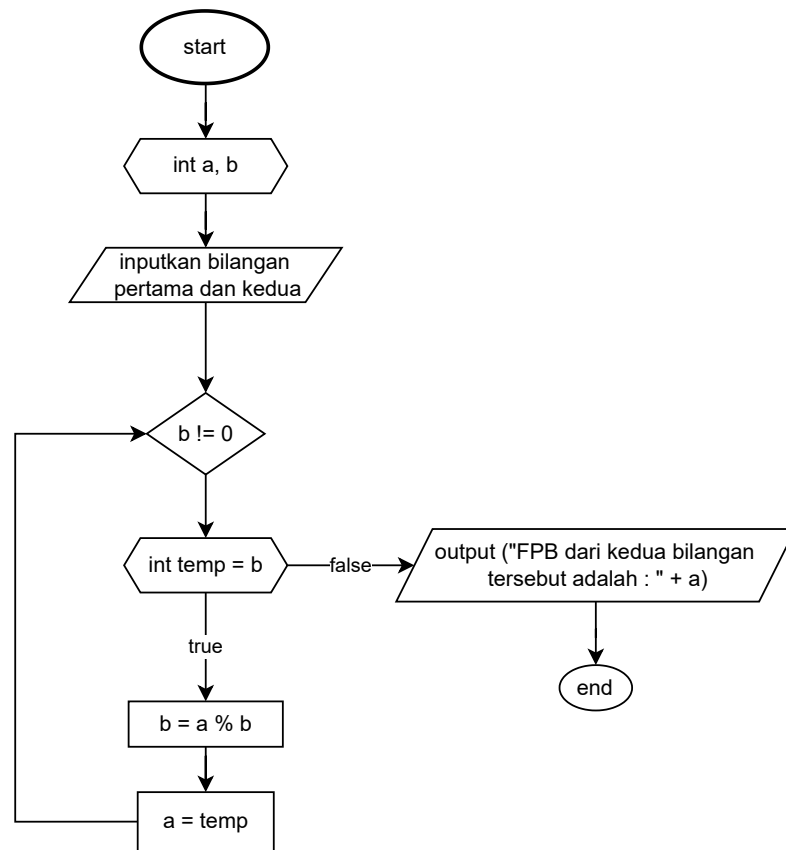 start
int a, b
inputkan bilangan
pertama dan kedua
b != 0
int temp = b
false
output ("FPB dari kedua bilangan
tersebut adalah : " + a)
true
end
b = a % b
a = temp